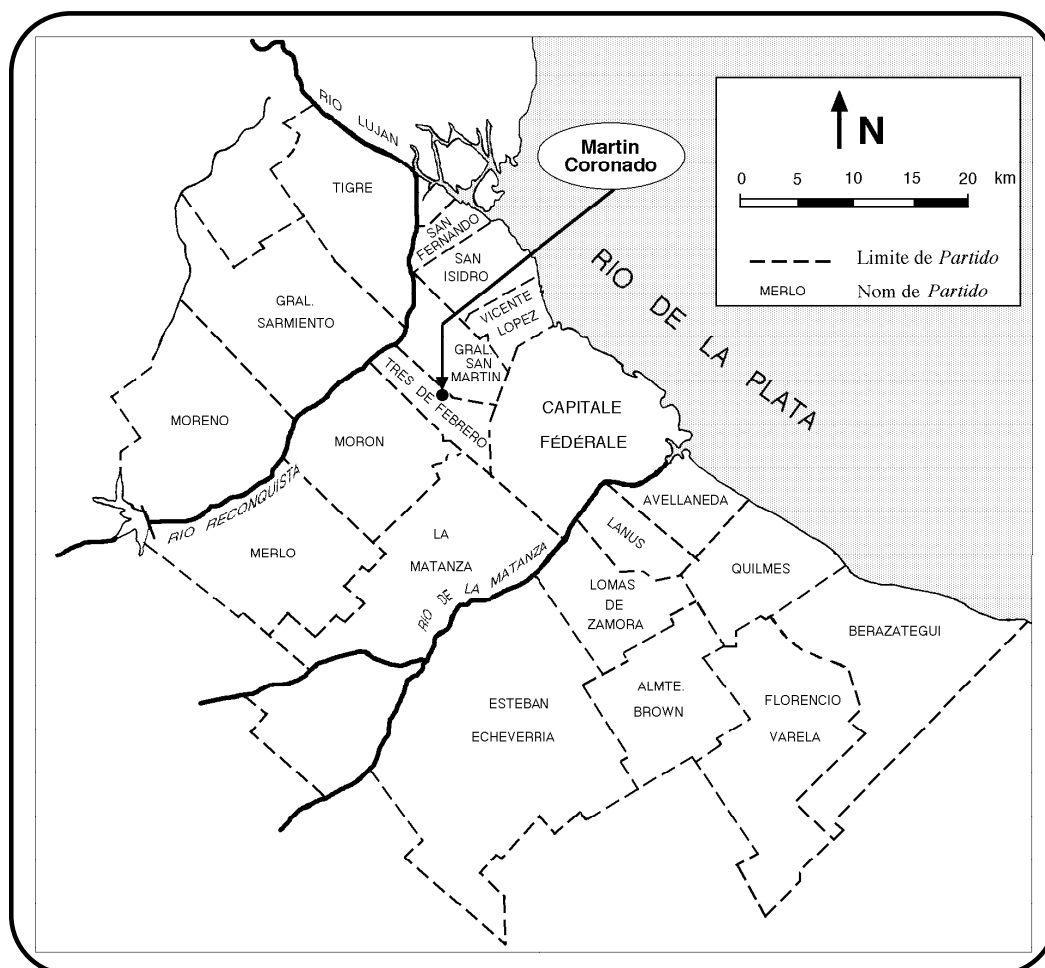 RIO
LUJAN
TIGRE
Martin
Coronado
N
0 5 10 15 20 km
Limite de Partido
MERLO Nom de Partido
SAN
FERNANDO
SAN
ISIDRO
RIO DE LA PLATA
GRAL.
SARMIENTO
VICENTE
LOPEZ
GRAL.
SAN
MARTIN
TRES DE FEBRERO
CAPITALE
FÉDÉRALE
MORENO
MORON
RIO RECONQUISTA
AVELLANEDA
LANUS
MERLO
LA
MATANZA
RIO DE LA MATANZA
QUILMES
LOMAS
DE
ZAMORA
BERAZATEGUI
ESTEBAN
ECHEVERRIA
ALMTE.
BROWN
FLORENCIO
VARELA